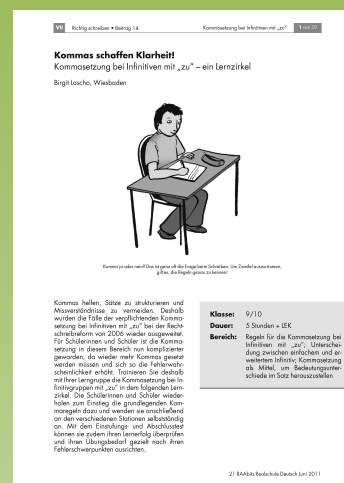 VII Richtig schreiben • Beitrag 14 Kommasetzung bei Infinitiven mit „zu“ 1 von 30
Kommas schaffen Klarheit!
Kommasetzung bei Infinitiven mit „zu“ – ein Lernzirkel
Birgit Lascho, Wiesbaden
Komma ja oder nein? Das ist ganz oft die Frage beim Schreiben. Um Zweifel auszuräumen,
gilt es, die Regeln genau zu kennen!
Kommas helfen, Sätze zu strukturieren und
Missverständnisse zu vermeiden. Deshalb
wurden die Fälle der verpflichtenden Komma-
setzung bei Infinitiven mit „zu“ bei der Recht-
schreibreform von 2006 wieder ausgeweitet.
Für Schülerinnen und Schüler ist die Komma-
setzung in diesem Bereich nun komplizierter
geworden, da wieder mehr Kommas gesetzt
werden müssen und sich so die Fehlerwahr-
scheinlichkeit erhöht. Trainieren Sie deshalb
mit Ihrer Lerngruppe die Kommasetzung bei In-
finitivgruppen mit „zu“ in dem folgenden Lern-
zirkel. Die Schülerinnen und Schüler wieder-
holen zum Einstieg die grundlegenden Kom-
maregeln dazu und wenden sie anschließend
an den verschiedenen Stationen selbstständig
an. Mit dem Einstufungs- und Abschlusstest
können sie zudem ihren Lernerfolg überprüfen
und ihren Übungsbedarf gezielt nach ihren
Fehlerschwerpunkten ausrichten.
Klasse: 9/10
Dauer: 5 Stunden + LEK
Bereich: Regeln für die Kommasetzung bei
Infinitiven mit „zu“; Unterschei-
dung zwischen einfachem und er-
weitertem Infinitiv; Kommasetzung
als Mittel, um Bedeutungsunter-
schiede im Satz herauszustellen
21 RAAbits Realschule Deutsch Juni 2011